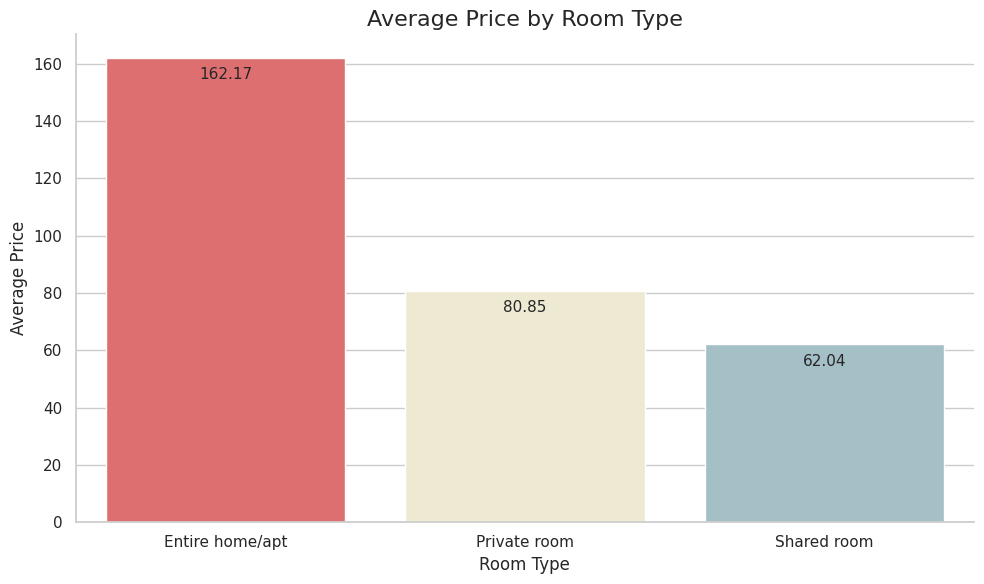 Average Price by Room Type
Average Price
160
140
120
100
80
60
40
20
0
162.17
80.85
62.04
Entire home/apt
Private room
Shared room
Room Type